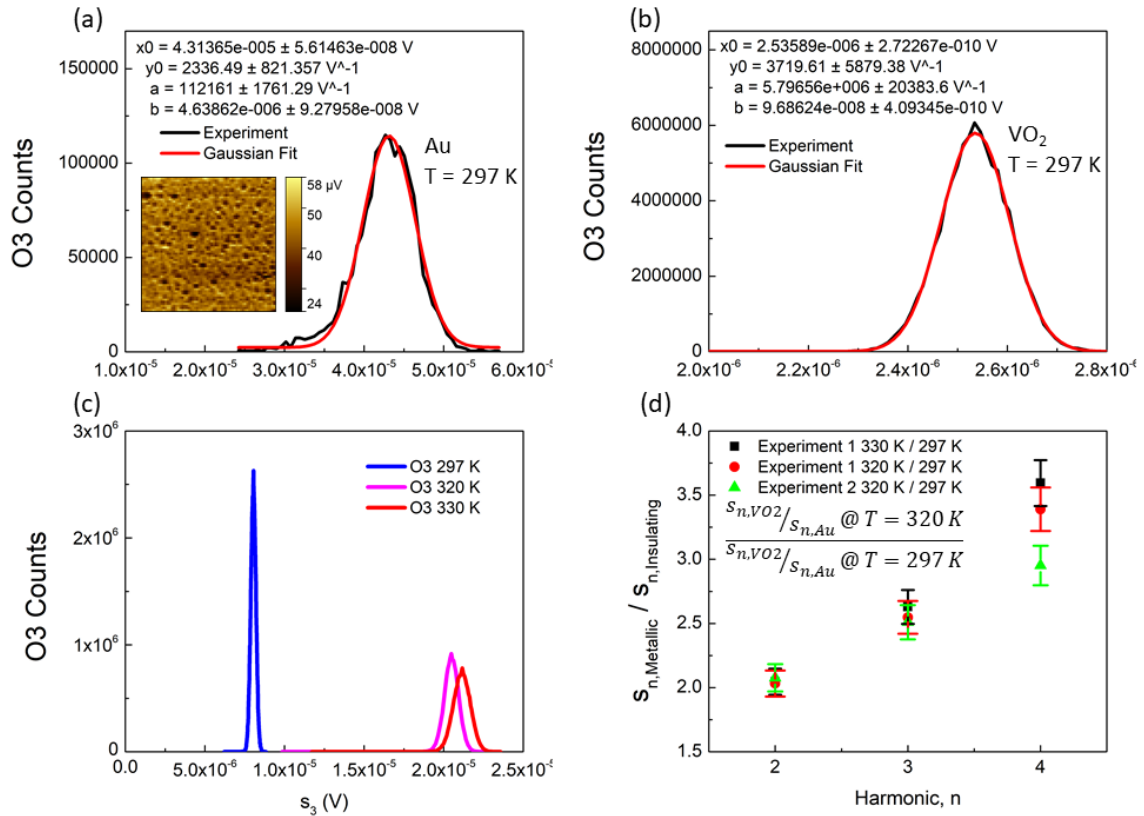 (a)
x0 = 4.31365e-005 ± 5.61463e-008 V
y0 = 2336.49 ± 821.357 V^-1
a = 112161 ± 1761.29 V^-1
b = 4.63862e-006 ± 9.27958e-008 V
Experiment
Gaussian Fit
Au
T = 297 K
58 µV
50
40
24
O3 Counts
150000
100000
50000
0
1.0x10⁻⁵ 2.0x10⁻⁵ 3.0x10⁻⁵ 4.0x10⁻⁵ 5.0x10⁻⁵ 6.0x10⁻⁵
(b)
x0 = 2.53589e-006 ± 2.72267e-010 V
y0 = 3719.61 ± 5879.38 V^-1
a = 5.79656e+006 ± 20383.6 V^-1
b = 9.68624e-008 ± 4.09345e-010 V
Experiment
Gaussian Fit
VO₂
T = 297 K
O3 Counts
8000000
6000000
4000000
2000000
0
2.0x10⁻⁶ 2.2x10⁻⁶ 2.4x10⁻⁶ 2.6x10⁻⁶ 2.8x10⁻⁶
(c)
O3 297 K
O3 320 K
O3 330 K
O3 Counts
3x10⁶
2x10⁶
1x10⁶
0
0.0 5.0x10⁻⁶ 1.0x10⁻⁵ 1.5x10⁻⁵ 2.0x10⁻⁵ 2.5x10⁻⁵
s₃ (V)
(d)
Experiment 1 330 K / 297 K
Experiment 1 320 K / 297 K
Experiment 2 320 K / 297 K
sₙ,VO2/sₙ,Au @ T = 320 K
sₙ,VO2/sₙ,Au @ T = 297 K
sₙ,Metallic / sₙ,Insulating
4.0
3.5
3.0
2.5
2.0
1.5
2 3 4
Harmonic, n